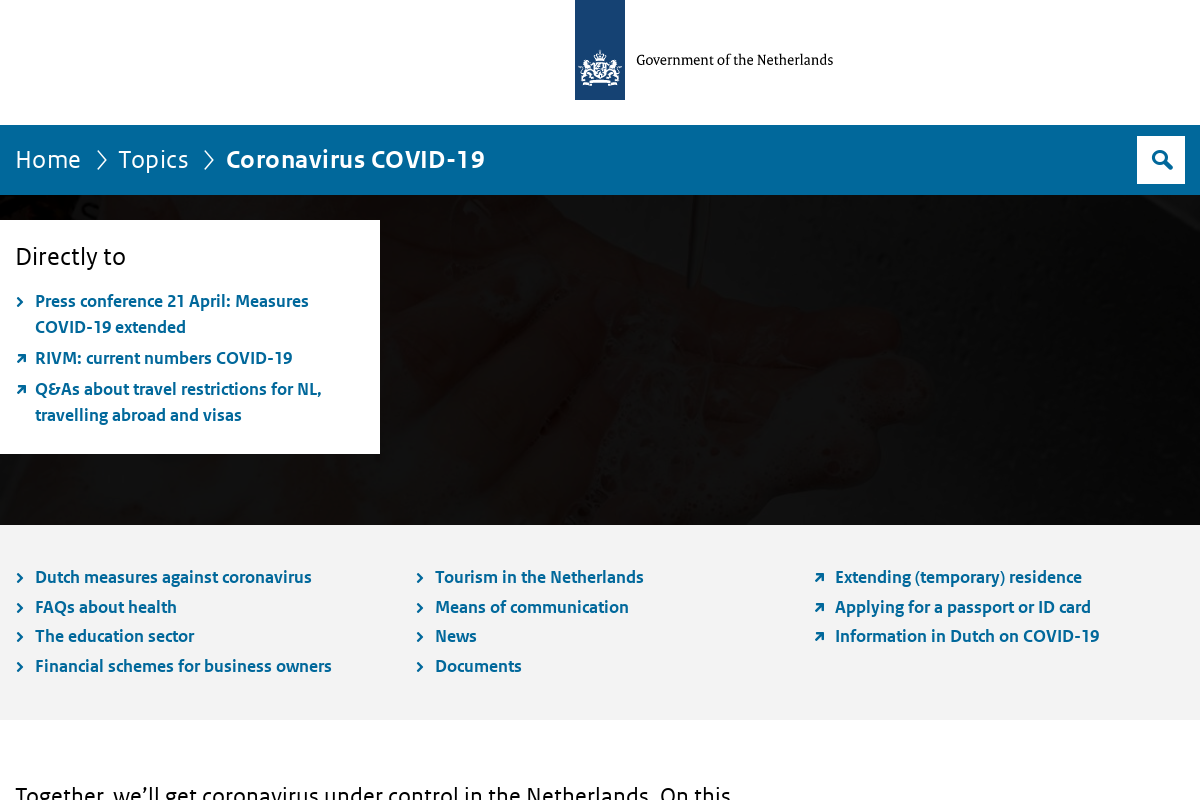 Government of the Netherlands
Home
Topics
Coronavirus COVID-19
Directly to
Press conference 21 April: Measures
COVID-19 extended
RIVM: current numbers COVID-19
Q&As about travel restrictions for NL,
travelling abroad and visas
Dutch measures against coronavirus
FAQs about health
The education sector
Financial schemes for business owners
Tourism in the Netherlands
Means of communication
News
Documents
Extending (temporary) residence
Applying for a passport or ID card
Information in Dutch on COVID-19
Together, we’ll get coronavirus under control in the Netherlands. On this